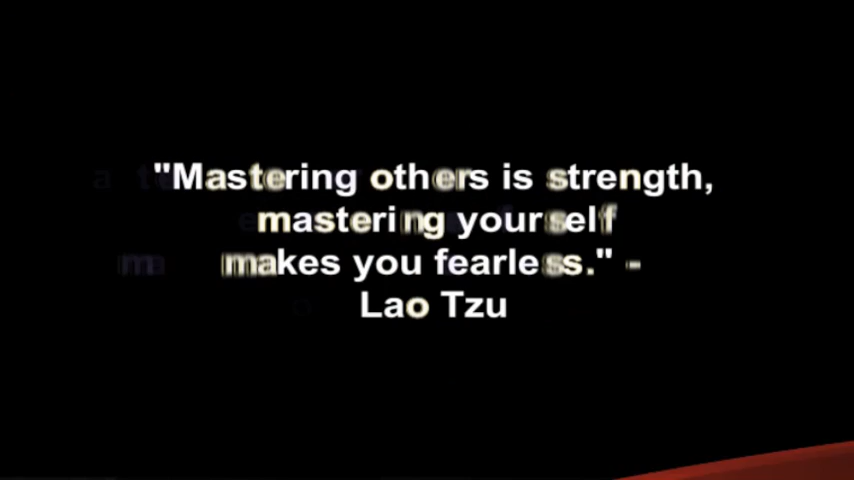 "Mastering others is strength,
mastering yourself
makes you fearless." -
Lao Tzu